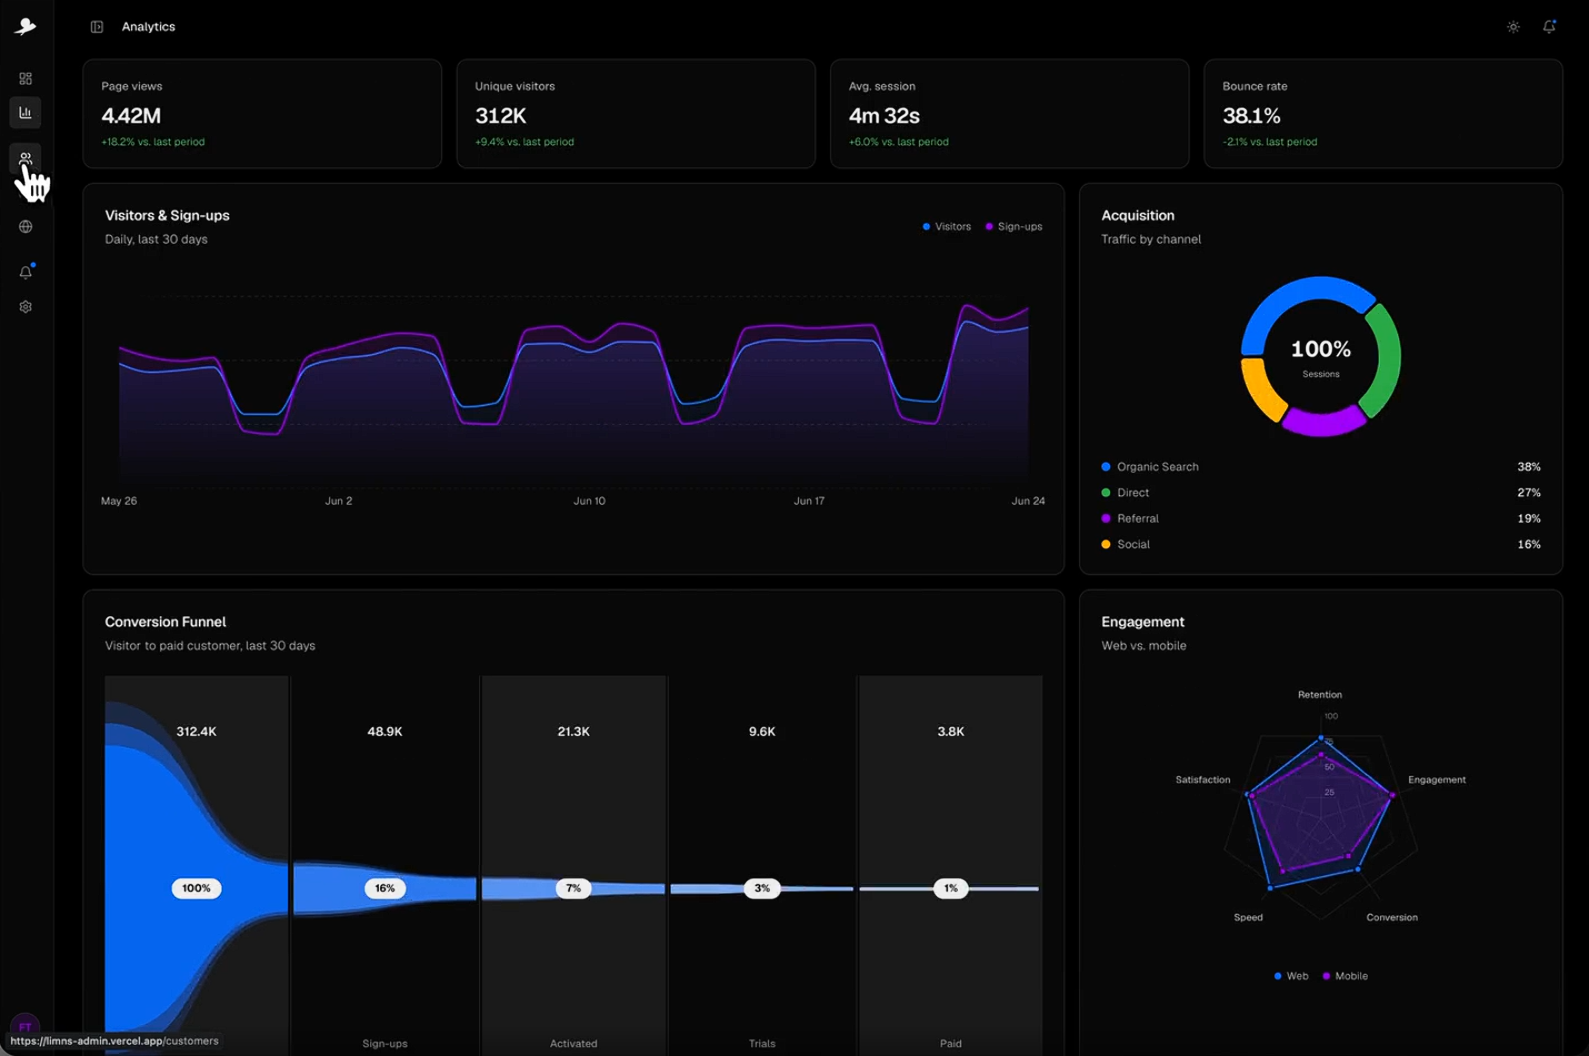 Analytics
Page views
4.42M
+18.2% vs. last period
Unique visitors
312K
+9.4% vs. last period
Avg. session
4m 32s
+6.0% vs. last period
Bounce rate
38.1%
-2.1% vs. last period
Visitors & Sign-ups
Daily, last 30 days
Visitors
Sign-ups
May 26
Jun 2
Jun 10
Jun 17
Jun 24
Acquisition
Traffic by channel
100%
Sessions
Organic Search 38%
Direct 27%
Referral 19%
Social 16%
Conversion Funnel
Visitor to paid customer, last 30 days
312.4K
48.9K
21.3K
9.6K
3.8K
100%
16%
7%
3%
1%
Sign-ups
Activated
Trials
Paid
Engagement
Web vs. mobile
Retention
100
75
50
25
Satisfaction
Engagement
Speed
Conversion
Web
Mobile
FT
https://limns-admin.vercel.app/customers